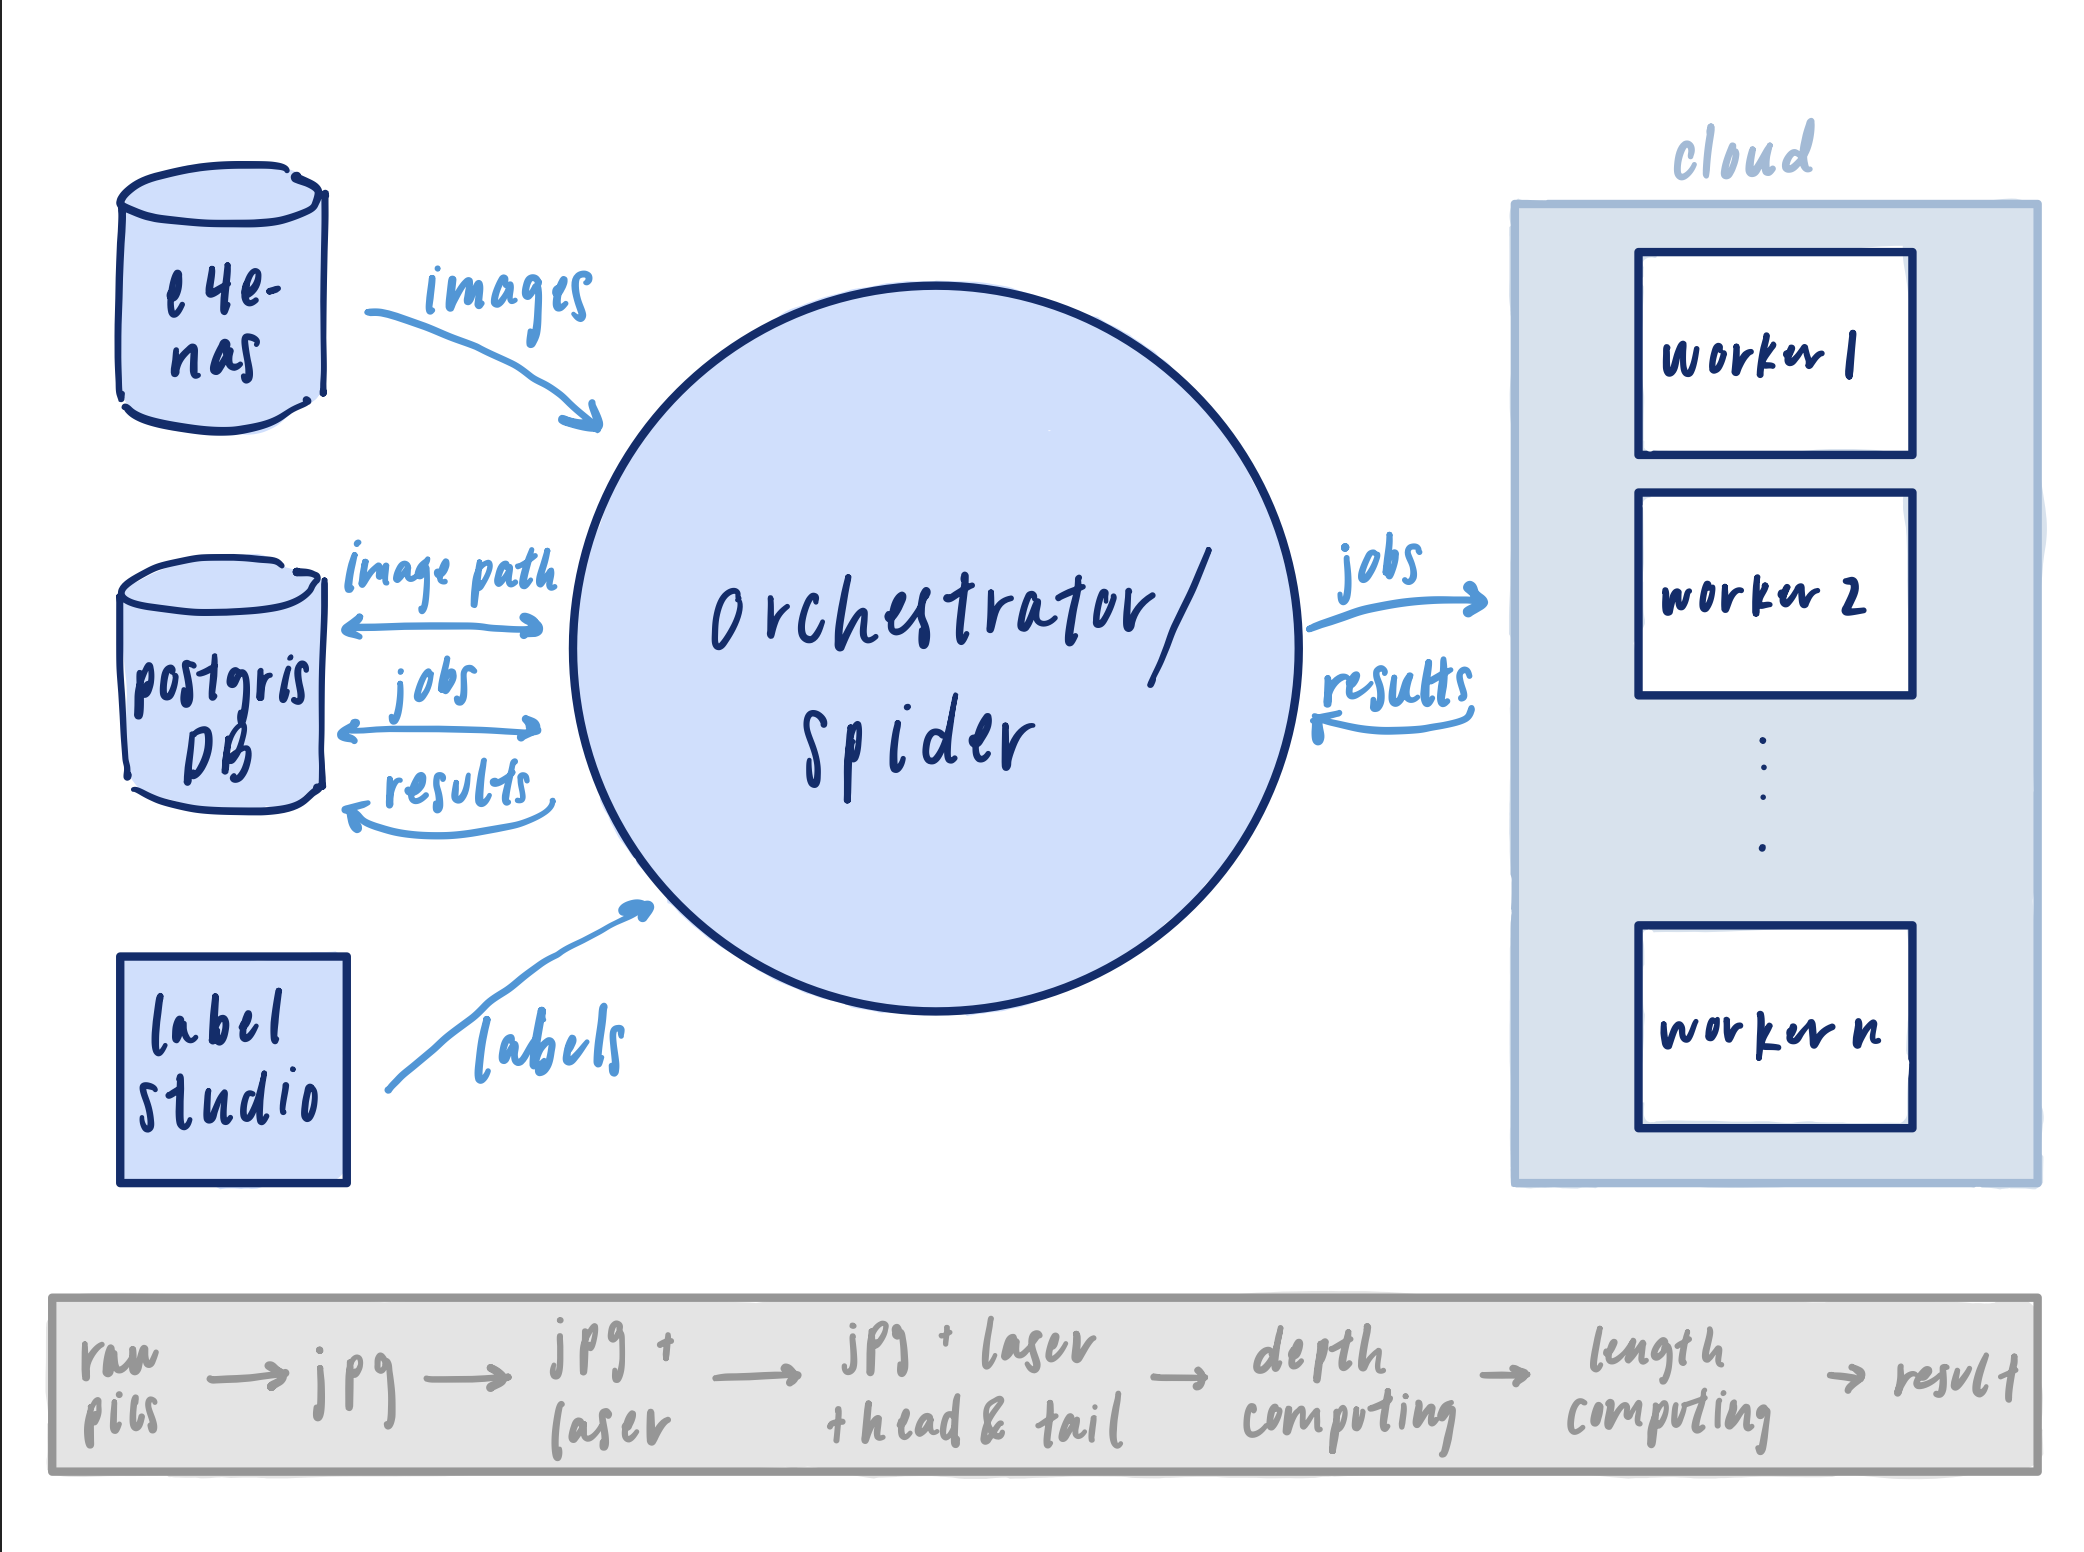 cloud
e4e-
nas
images
worker 1
image path
postgris
DB
jobs
results
orchestrator/
spider
jobs
results
worker 2
label
studio
labels
worker n
raw
pics
jpg
jpg +
laser
jpg + laser
+ head & tail
depth
computing
length
computing
result